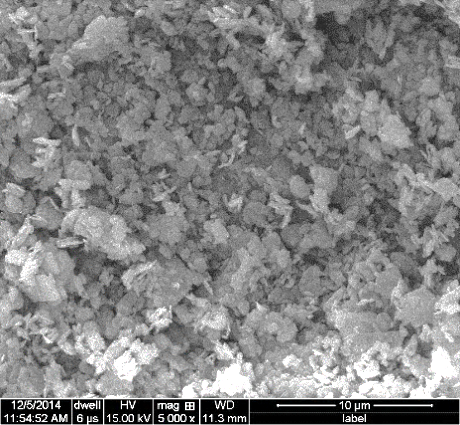 12/5/2014 dwell HV mag ⊞ WD 10 µm
11:54:52 AM 6 µs 15.00 kV 5 000 x 11.3 mm label